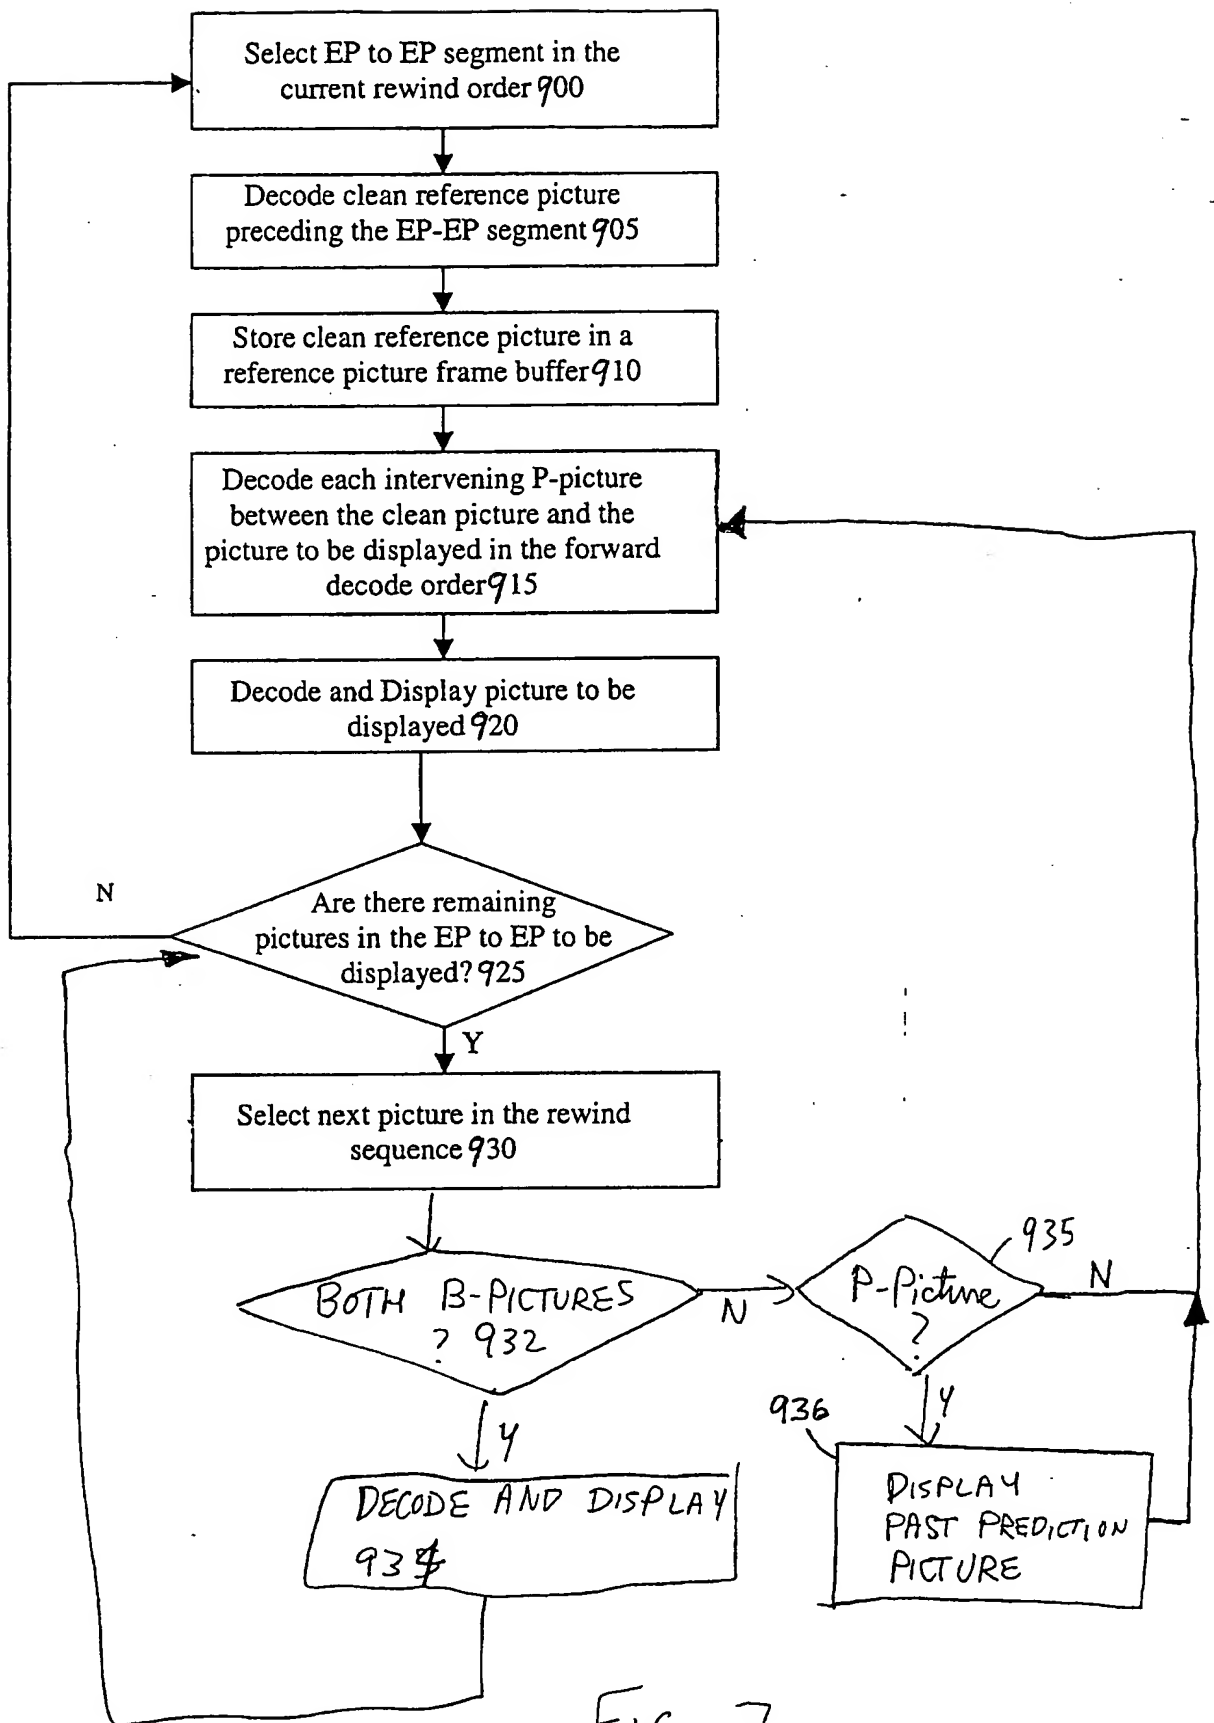 Select EP to EP segment in the
current rewind order 900
Decode clean reference picture
preceding the EP-EP segment 905
Store clean reference picture in a
reference picture frame buffer 910
Decode each intervening P-picture
between the clean picture and the
picture to be displayed in the forward
decode order 915
Decode and Display picture to be
displayed 920
N
Are there remaining
pictures in the EP to EP to be
displayed? 925
Y
Select next picture in the rewind
sequence 930
BOTH B-PICTURES
? 932
N
P-Picture
?
935
N
Y
DECODE AND DISPLAY
Y
936
DISPLAY
PAST PREDICTION
PICTURE